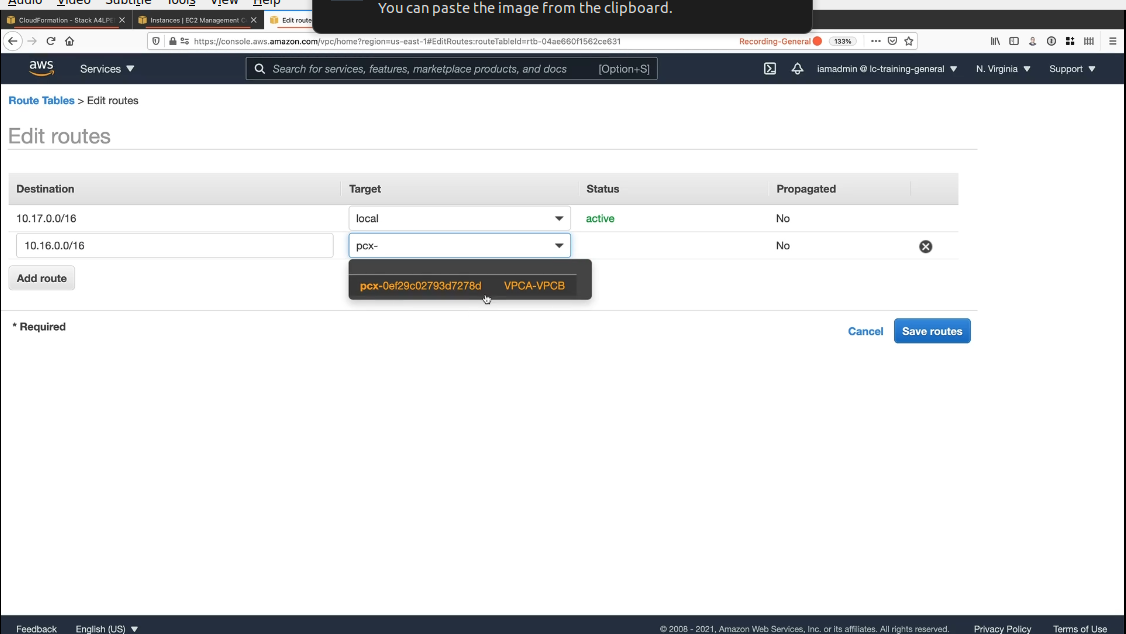 Audio Video Subtitle Tools View Help
You can paste the image from the clipboard.
CloudFormation - Stack A4LPE
Instances | EC2 Management C
Edit route
https://console.aws.amazon.com/vpc/home?region=us-east-1#EditRoutes:routeTableId=rtb-04ae660f1562ce631 Recording-General 133%
aws Services Search for services, features, marketplace products, and docs [Option+S] iamadmin @ lc-training-general N. Virginia Support
Route Tables > Edit routes
Edit routes
Destination Target Status Propagated
10.17.0.0/16 local active No
10.16.0.0/16 pcx- No
pcx-0ef29c02793d7278d VPCA-VPCB
Add route
* Required
Cancel Save routes
Feedback English (US) © 2008 - 2021, Amazon Web Services, Inc. or its affiliates. All rights reserved. Privacy Policy Terms of Use